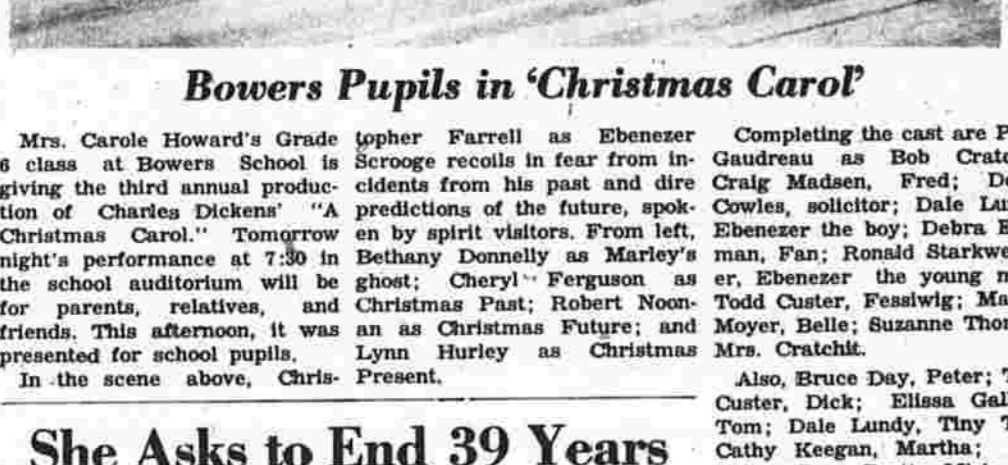 Bowers Pupils in 'Christmas Carol'
Mrs. Carole Howard's Grade
6 class at Bowers School is
giving the third annual produc-
tion of Charles Dickens' "A
Christmas Carol." Tomorrow
night's performance at 7:30 in
the school auditorium will be
for parents, relatives, and
friends. This afternoon, it was
presented for school pupils.
In the scene above, Chris-
topher Farrell as Ebenezer
Scrooge recoils in fear from in-
cidents from his past and dire
predictions of the future, spok-
en by spirit visitors. From left,
Bethany Donnelly as Marley's
ghost; Cheryl Ferguson as
Christmas Past; Robert Noon-
an as Christmas Future; and
Lynn Hurley as Christmas
Present.
Completing the cast are
Gaudreau as Bob
Craig Madsen, Fred;
Cowles, solicitor; Dale
Ebenezer the boy; Debra
man, Fan; Ronald
er, Ebenezer the young
Todd Custer, Fessiwig;
Moyer, Belle; Suzanne
Mrs. Cratchit.
Also, Bruce Day, Peter;
Custer, Dick; Elissa
Tom; Dale Lundy, Tiny
Cathy Keegan, Martha;
She Asks to End 39 Years